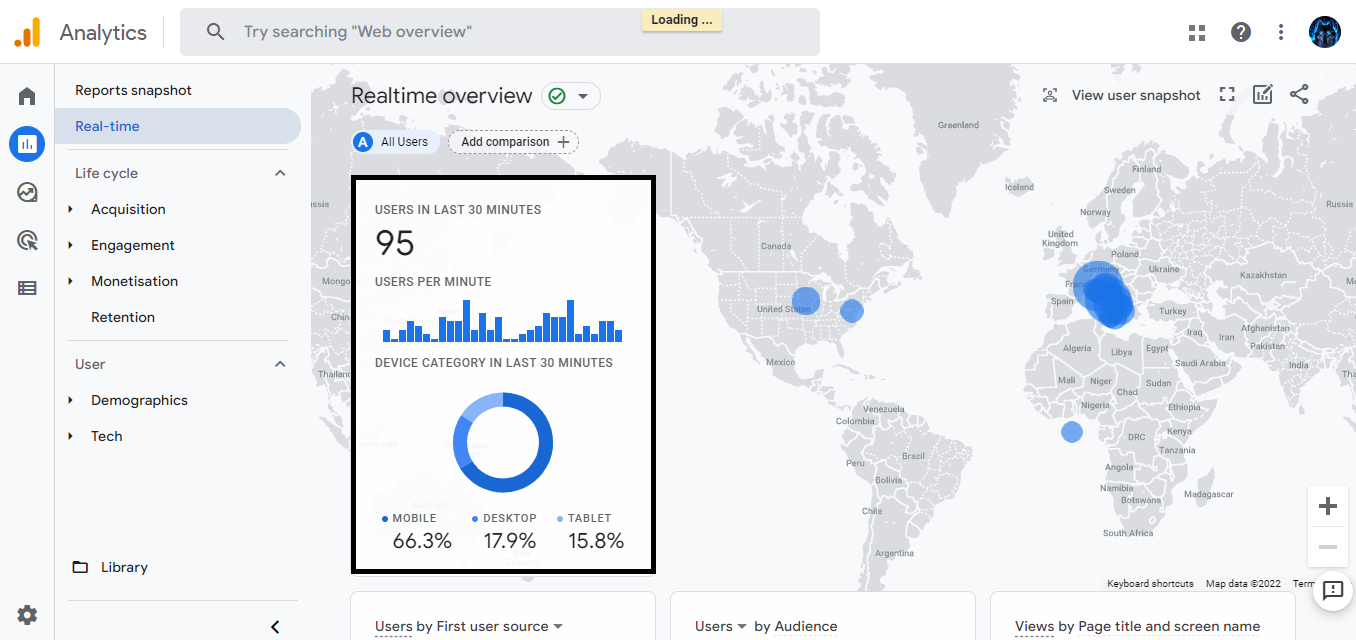 Analytics
Try searching "Web overview"
Loading ...
Reports snapshot
Real-time
Life cycle
Acquisition
Engagement
Monetisation
Retention
User
Demographics
Tech
Library
Realtime overview
View user snapshot
A All Users
Add comparison
USERS IN LAST 30 MINUTES
95
USERS PER MINUTE
DEVICE CATEGORY IN LAST 30 MINUTES
MOBILE DESKTOP TABLET
66.3% 17.9% 15.8%
Greenland
Iceland
Finland
Sweden
Norway
Russia
United
Kingdom
Canada
Poland
Germany
Ukraine
Kazakhstan
Spain
United States
Turkey
Iraq
Iran
Afghanistan
Pakistan
Mexico
Algeria
Libya
Egypt
Saudi Arabia
India
Mali
Niger
Chad
Sudan
Nigeria
Ethiopia
Venezuela
Colombia
DRC
Kenya
Tanzania
Peru
Brazil
Bolivia
Angola
Namibia
Botswana
Madagascar
Chile
South Africa
Argentina
Keyboard shortcuts Map data ©2022 Term
Users by First user source
Users by Audience
Views by Page title and screen name